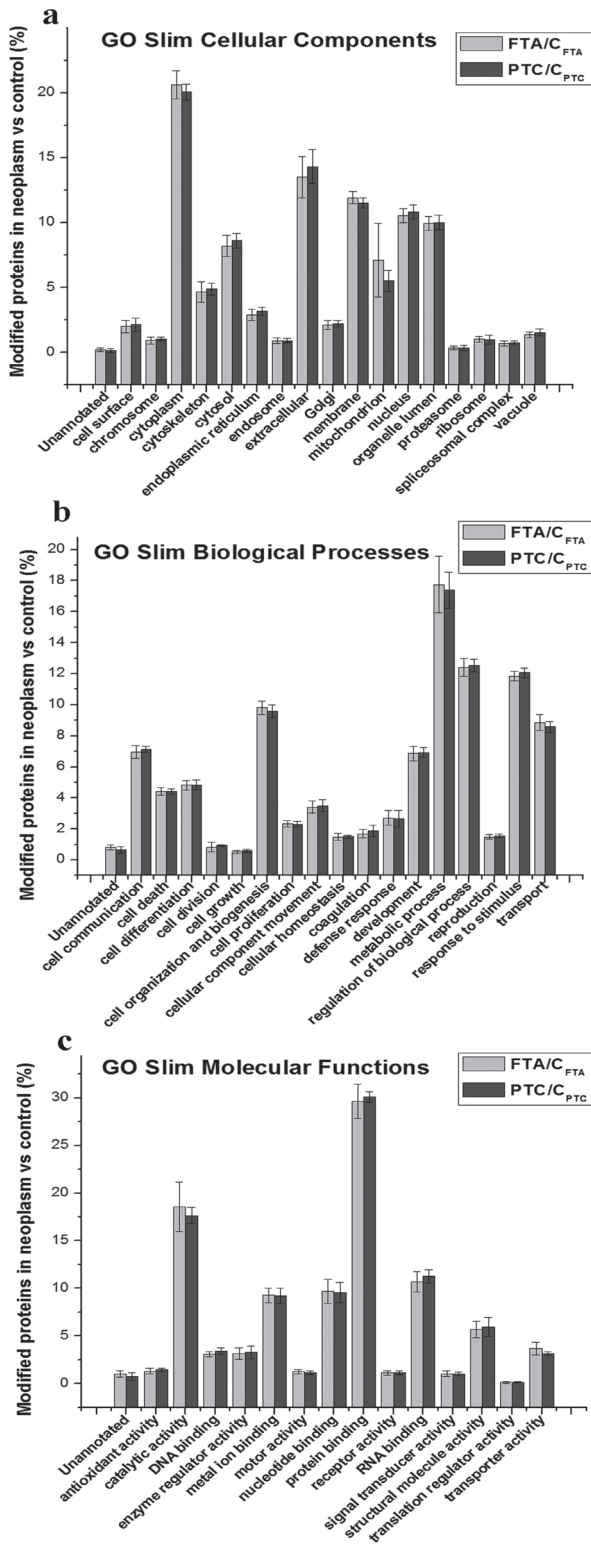 a
GO Slim Cellular Components
FTA/CFTA
PTC/CPTC
Modified proteins in neoplasm vs control (%)
20
15
10
5
0
Unannotated
cell surface
chromosome
cytoplasm
cytoskeleton
cytosol
endoplasmic reticulum
endosome
extracellular
Golgi
membrane
mitochondrion
nucleus
organelle lumen
proteasome
ribosome
spliceosomal complex
vacuole
b
GO Slim Biological Processes
FTA/CFTA
PTC/CPTC
Modified proteins in neoplasm vs control (%)
20
18
16
14
12
10
8
6
4
2
0
Unannotated
cell communication
cell death
cell differentiation
cell division
cell growth
cell organization and biogenesis
cell proliferation
cellular component movement
cellular homestasis
coagulation
defense response
development
metabolic process
regulation of biological process
reproduction
response to stimulus
transport
c
GO Slim Molecular Functions
FTA/CFTA
PTC/CPTC
Modified proteins in neoplasm vs control (%)
30
25
20
15
10
5
0
Unannotated
antioxidant activity
catalytic activity
DNA binding
enzyme regulator activity
metal ion binding
motor activity
nucleotide binding
protein binding
receptor activity
RNA binding
signal transducer activity
structural molecule activity
translation regulator activity
transporter activity